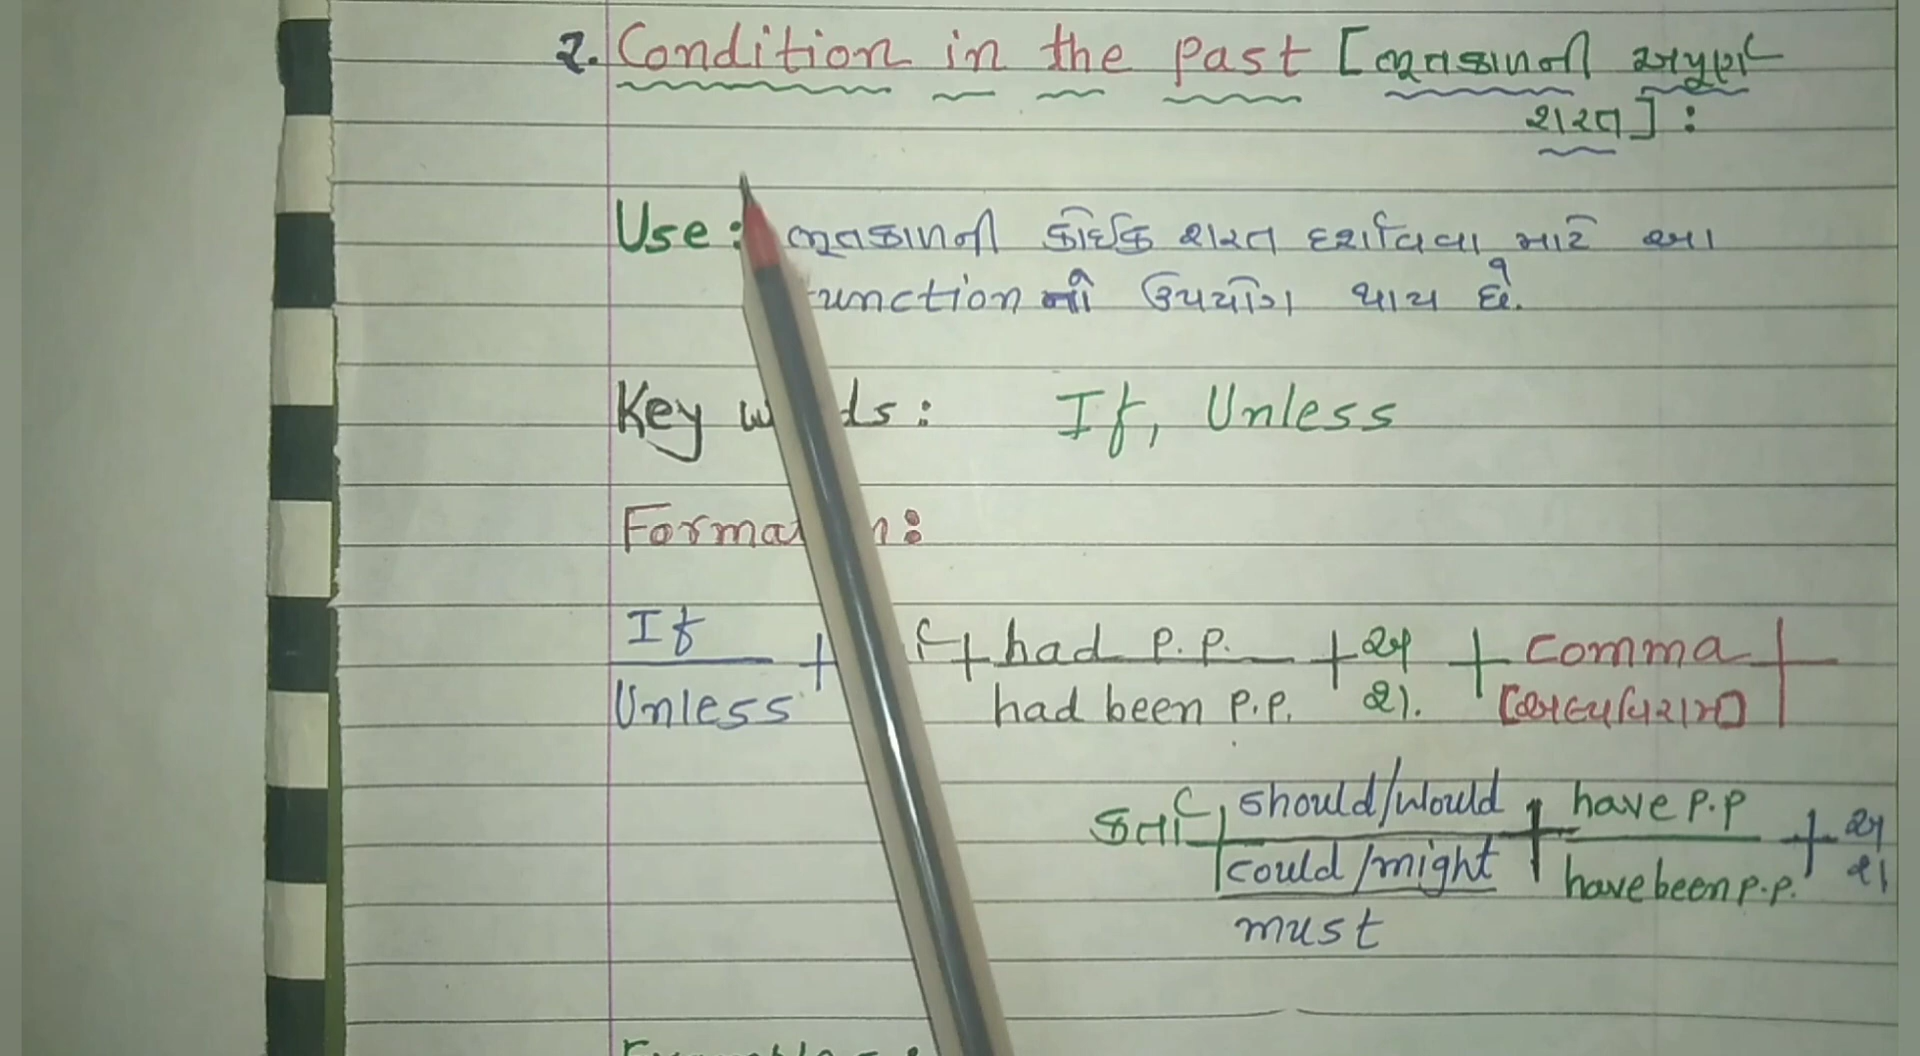 2. Condition in the past [ભૂતકાળની અપૂર્ણ
શરત] :
Use : ભૂતકાળની કોઈક શરત દર્શાવવા માટે આ
unction નો ઉપયોગ થાય છે.
Key w ds : If, Unless
Forma n :
If + ર્ + had p.p. + અ + comma +
Unless had been p.p. શ. [અલ્પવિરામ]
કર્તા + should/would + have p.p + અ
could/might have been p.p. શ
must